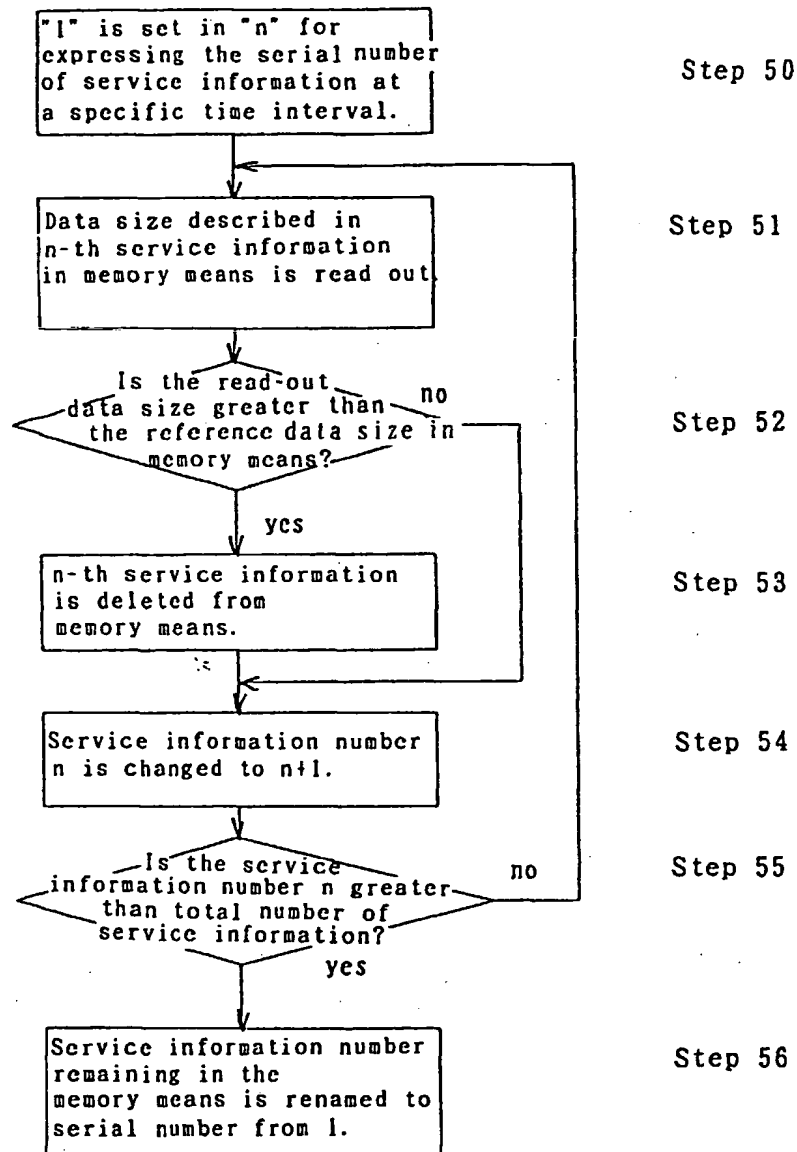 "1" is set in "n" for
expressing the serial number
of service information at
a specific time interval.
Step 50
Data size described in
n-th service information
in memory means is read out.
Step 51
Is the read-out
data size greater than
the reference data size in
memory means?
no
Step 52
yes
n-th service information
is deleted from
memory means.
Step 53
Service information number
n is changed to n+1.
Step 54
Is the service
information number n greater
than total number of
service information?
no
Step 55
yes
Service information number
remaining in the
memory means is renamed to
serial number from 1.
Step 56